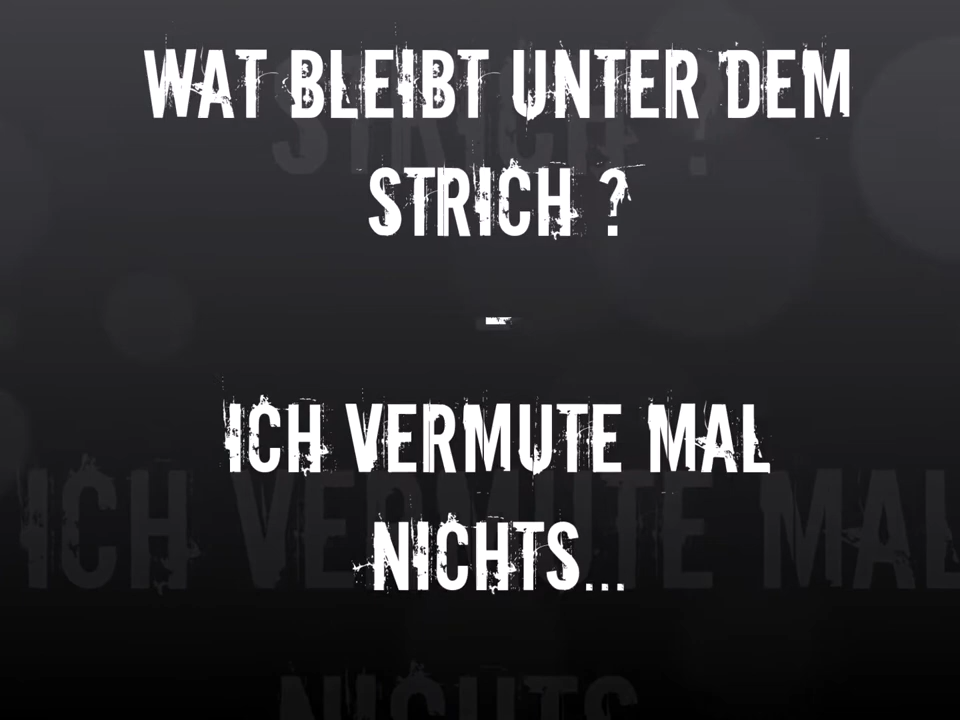 WAT BLEIBT UNTER DEM
STRICH ?
-
ICH VERMUTE MAL
NICHTS...